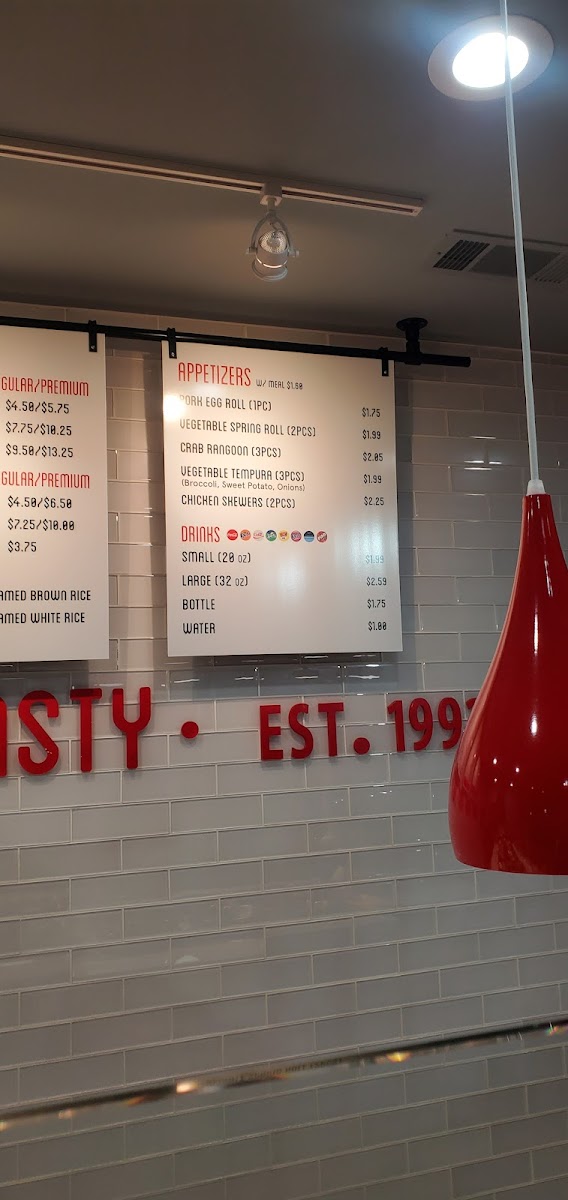 GULAR/PREMIUM
$4.50/$5.75
$7.75/$10.25
$9.50/$13.25
GULAR/PREMIUM
$4.50/$6.50
$7.25/$10.00
$3.75
AMED BROWN RICE
AMED WHITE RICE
APPETIZERS W/ MEAL $1.50
PORK EGG ROLL (1PC) $1.75
VEGETABLE SPRING ROLL (2PCS) $1.99
CRAB RANGOON (3PCS) $2.05
VEGETABLE TEMPURA (3PCS) $1.99
(Broccoli, Sweet Potato, Onions)
CHICKEN SKEWERS (2PCS) $2.25
DRINKS
SMALL (20 OZ) $1.99
LARGE (32 OZ) $2.59
BOTTLE $1.75
WATER $1.00
ASTY • EST. 199